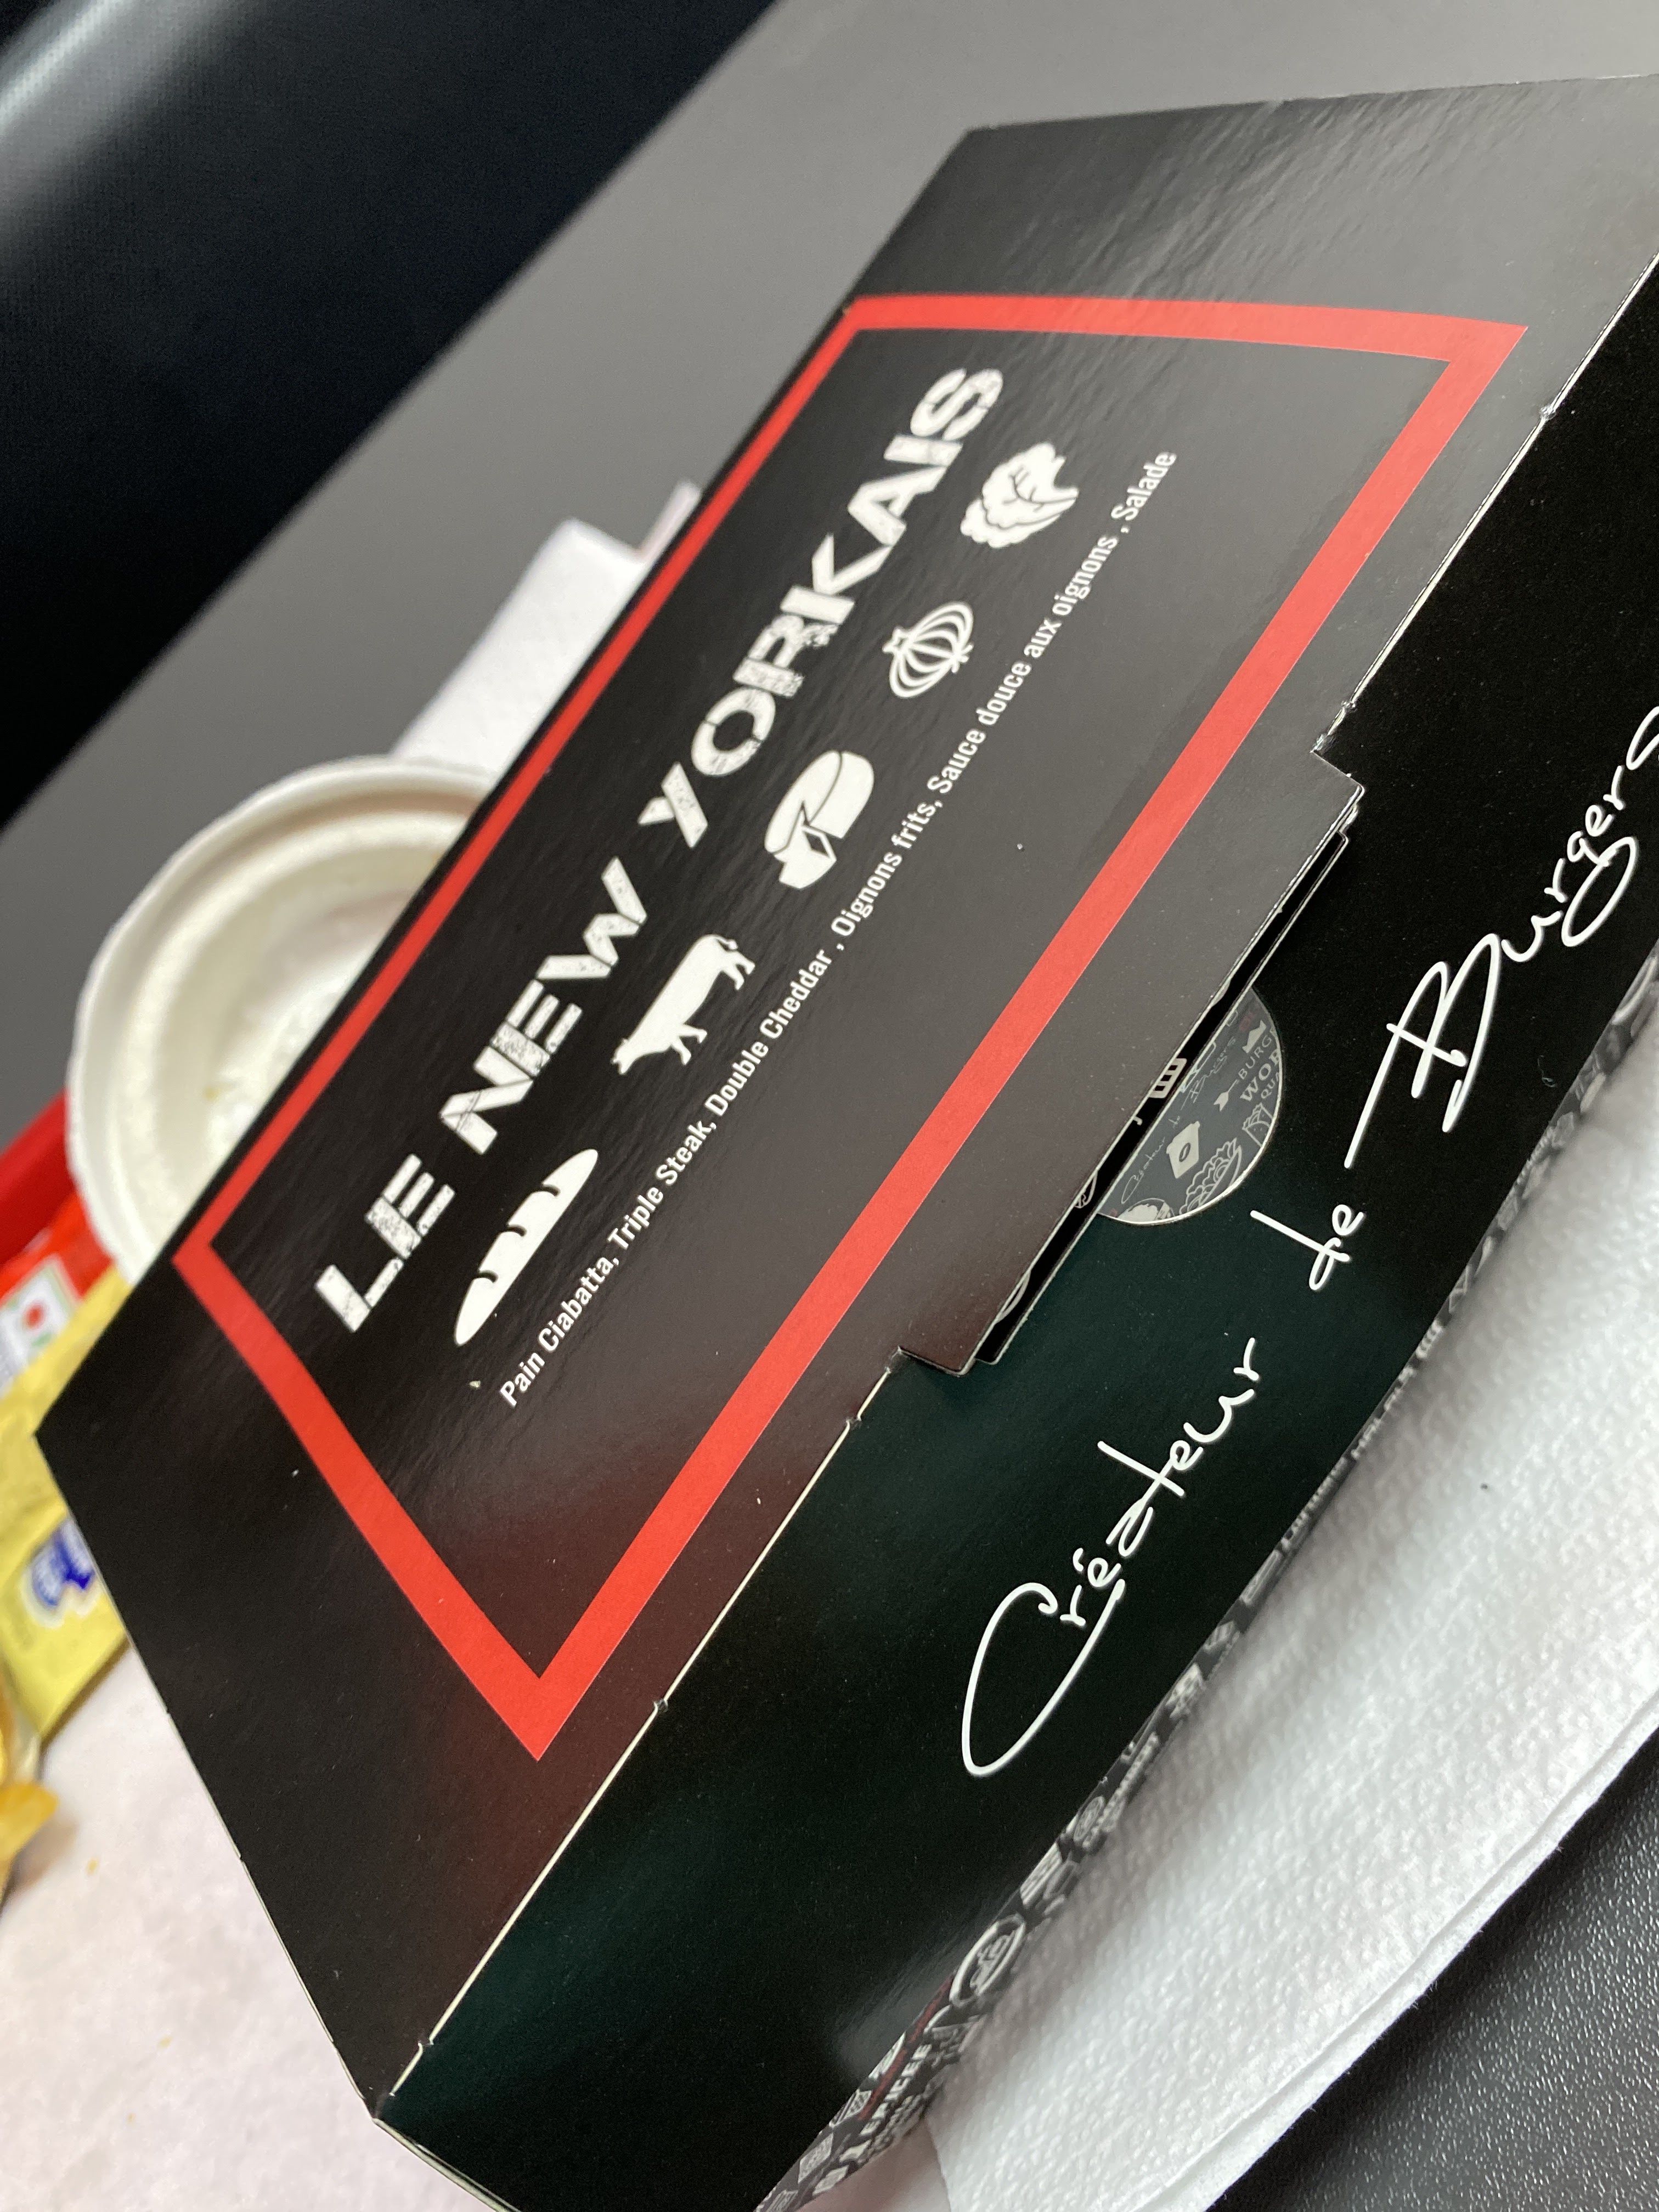 LE NEW YORKAIS
Pain Ciabatta, Triple Steak, Double Cheddar , Oignons frits, Sauce douce aux oignons , Salade
Créateur de Burgers